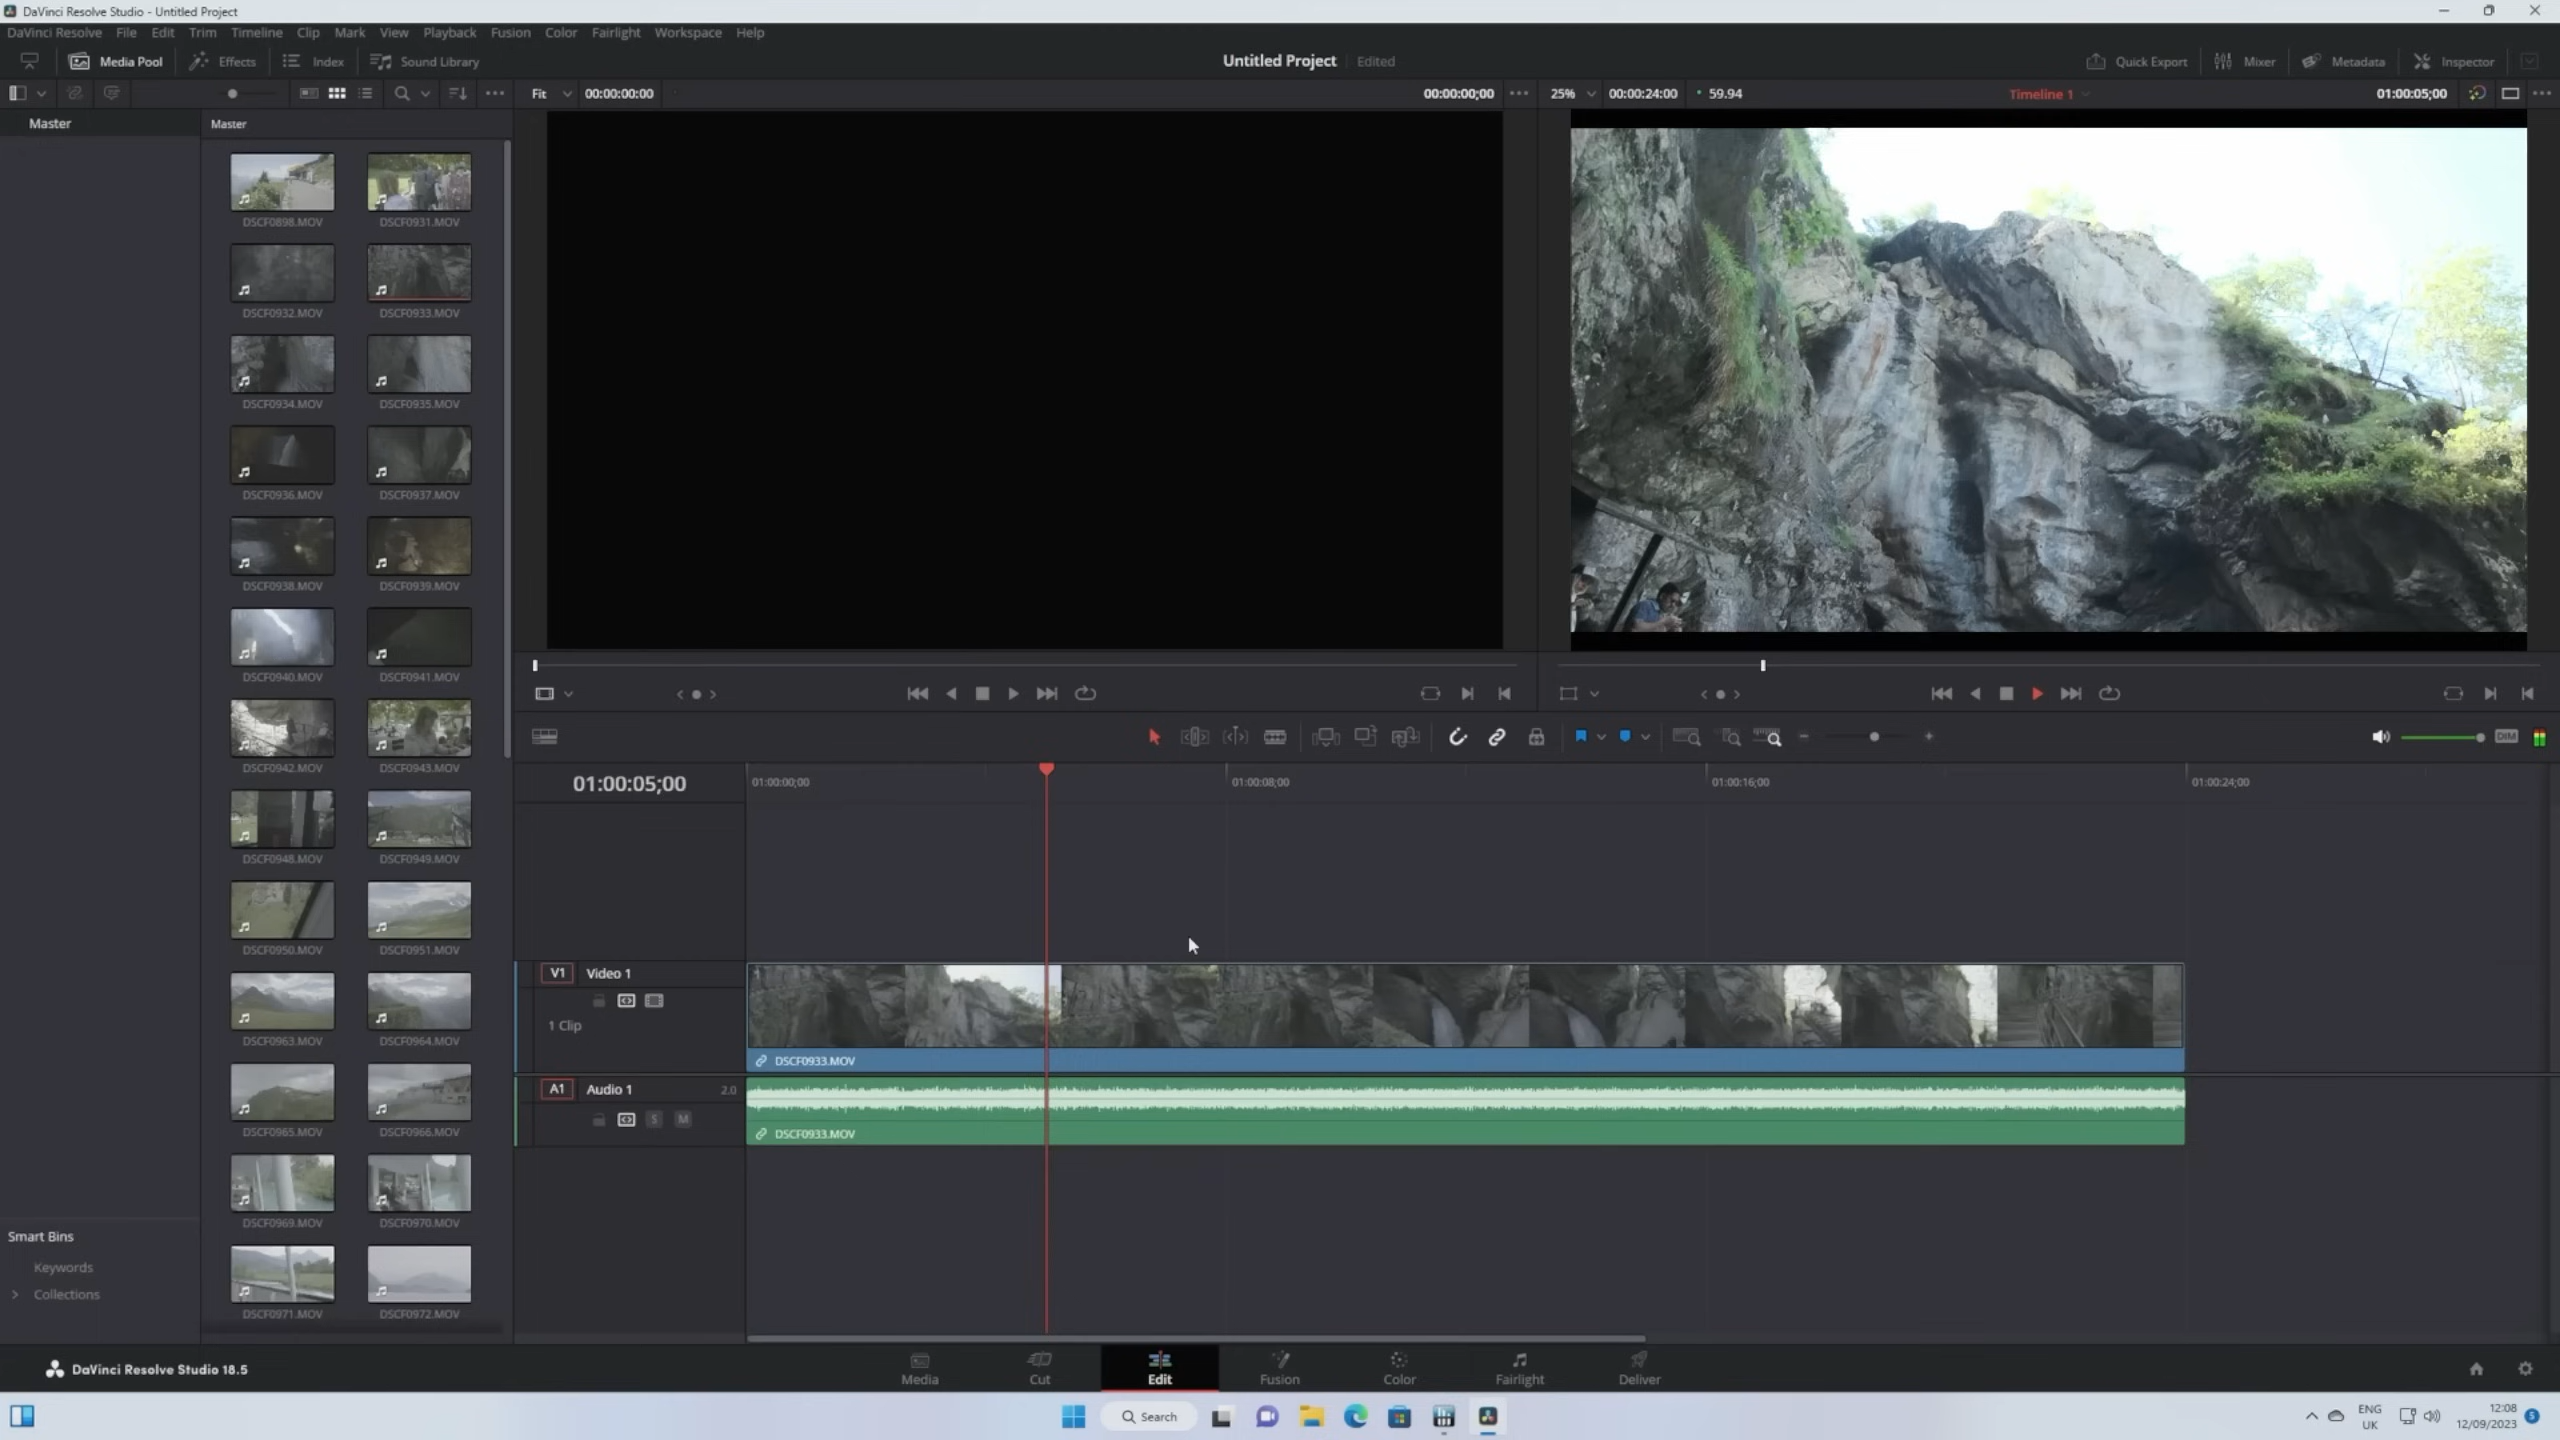 DaVinci Resolve Studio - Untitled Project
DaVinci Resolve File Edit Trim Timeline Clip Mark View Playback Fusion Color Fairlight Workspace Help
Media Pool Effects Index Sound Library Untitled Project Edited Quick Export Mixer Metadata Inspector
Fit 00:00:00:00 00:00:00;00 25% 00:00:24:00 59.94 Timeline 1 01:00:05;00
Master Master
DSCF0898.MOV DSCF0931.MOV
DSCF0932.MOV DSCF0933.MOV
DSCF0934.MOV DSCF0935.MOV
DSCF0936.MOV DSCF0937.MOV
DSCF0938.MOV DSCF0939.MOV
DSCF0940.MOV DSCF0941.MOV
DSCF0942.MOV DSCF0943.MOV
DSCF0948.MOV DSCF0949.MOV
DSCF0950.MOV DSCF0951.MOV
DSCF0963.MOV DSCF0964.MOV
DSCF0965.MOV DSCF0966.MOV
DSCF0969.MOV DSCF0970.MOV
DSCF0971.MOV DSCF0972.MOV
Smart Bins
Keywords
Collections
DIM
01:00:05;00 01:00:00;00 01:00:08;00 01:00:16;00 01:00:24;00
V1 Video 1
1 Clip
DSCF0933.MOV
A1 Audio 1 2.0
S M
DSCF0933.MOV
DaVinci Resolve Studio 18.5
Media Cut Edit Fusion Color Fairlight Deliver
Search
ENG
UK
12:08
12/09/2023
5